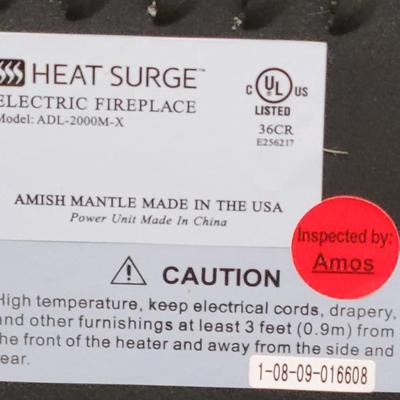 HEAT SURGE™
ELECTRIC FIREPLACE
Model: ADL-2000M-X
C UL US
LISTED
36CR
E256217
AMISH MANTLE MADE IN THE USA
Power Unit Made In China
Inspected by:
Amos
CAUTION
High temperature, keep electrical cords, drapery,
and other furnishings at least 3 feet (0.9m) from
the front of the heater and away from the side and
rear.
1-08-09-016608